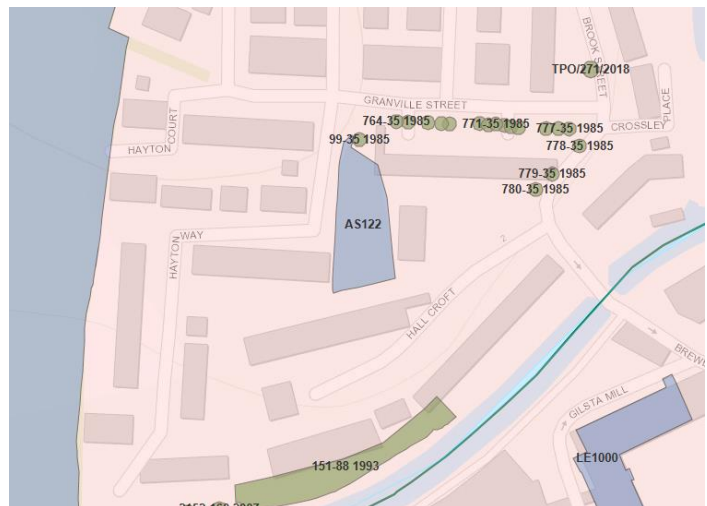 TPO/271/2018
BROOK STREET
GRANVILLE STREET
764-35 1985
771-35 1985
777-35 1985
CROSSLEY PLACE
99-35 1985
778-35 1985
HAYTON COURT
779-35 1985
780-35 1985
AS122
HAYTON WAY
2
HALL CROFT
BREWE
GILSTA MILL
151-88 1993
LE1000